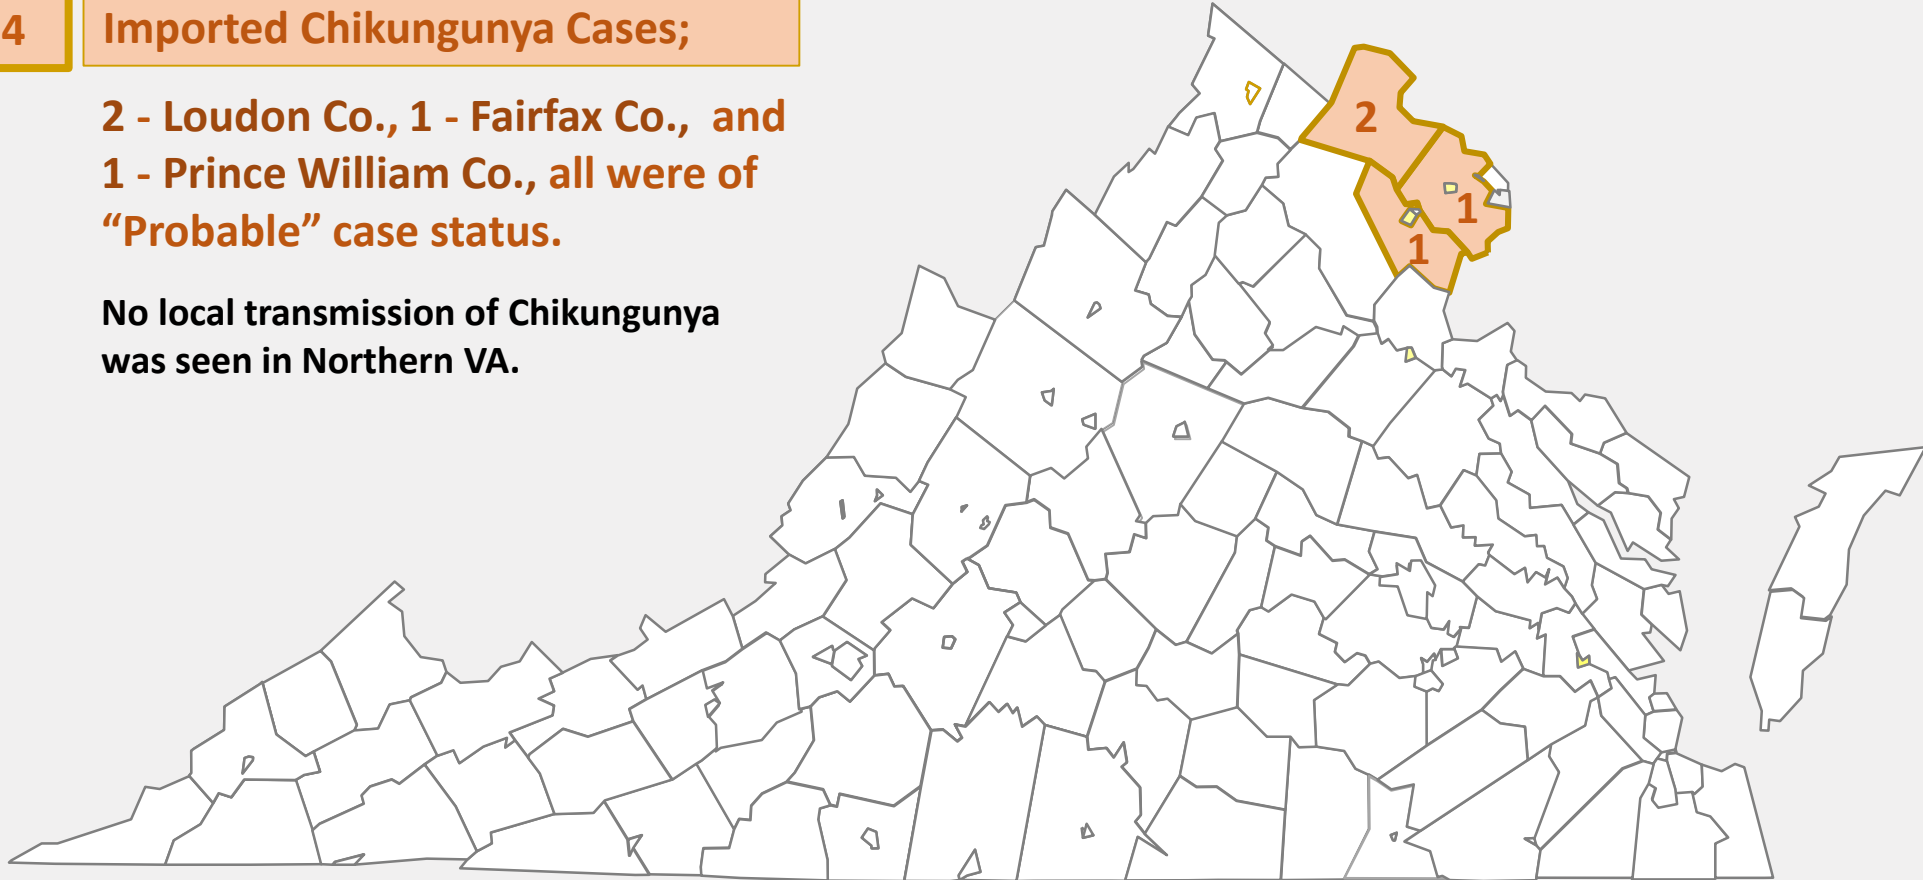 4 Imported Chikungunya Cases;
2 - Loudon Co., 1 - Fairfax Co., and
1 - Prince William Co., all were of
“Probable” case status.
No local transmission of Chikungunya
was seen in Northern VA.
2
1
1